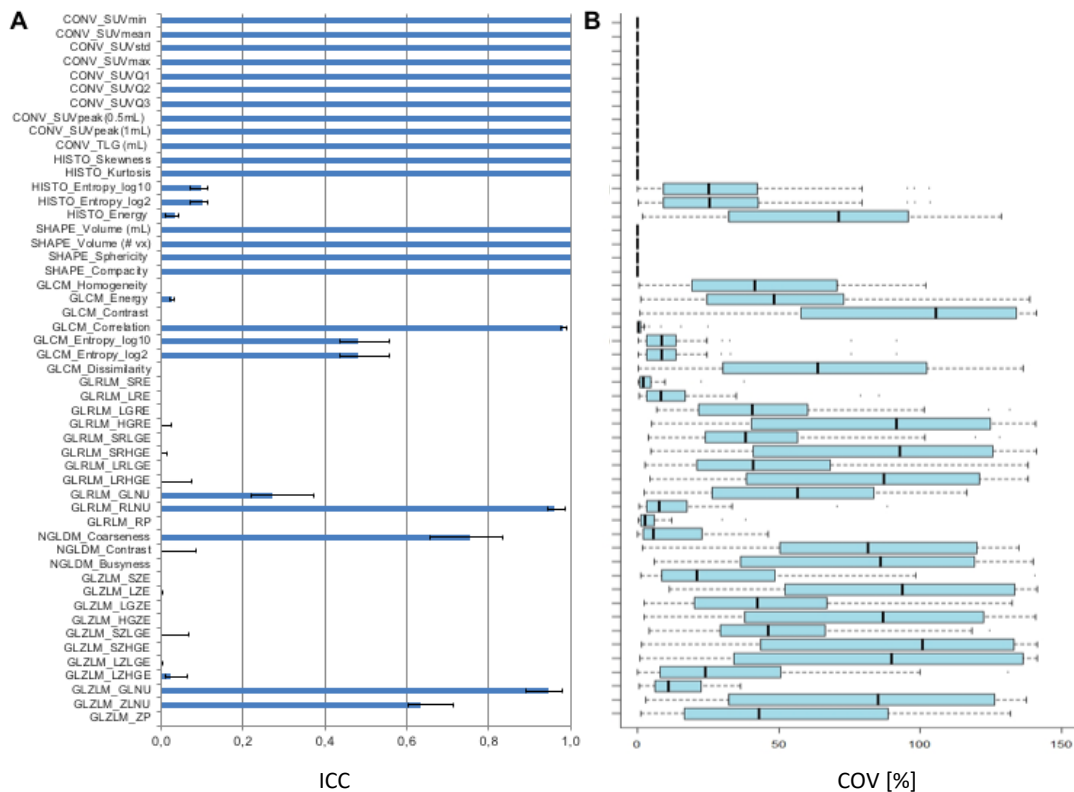 A
B
CONV_SUVmin
CONV_SUVmean
CONV_SUVstd
CONV_SUVmax
CONV_SUVQ1
CONV_SUVQ2
CONV_SUVQ3
CONV_SUVpeak(0.5mL)
CONV_SUVpeak(1mL)
CONV_TLG (mL)
HISTO_Skewness
HISTO_Kurtosis
HISTO_Entropy_log10
HISTO_Entropy_log2
HISTO_Energy
SHAPE_Volume (mL)
SHAPE_Volume (# vx)
SHAPE_Sphericity
SHAPE_Compacity
GLCM_Homogeneity
GLCM_Energy
GLCM_Contrast
GLCM_Correlation
GLCM_Entropy_log10
GLCM_Entropy_log2
GLCM_Dissimilarity
GLRLM_SRE
GLRLM_LRE
GLRLM_LGRE
GLRLM_HGRE
GLRLM_SRLGE
GLRLM_SRHGE
GLRLM_LRLGE
GLRLM_LRHGE
GLRLM_GLNU
GLRLM_RLNU
GLRLM_RP
NGLDM_Coarseness
NGLDM_Contrast
NGLDM_Busyness
GLZLM_SZE
GLZLM_LZE
GLZLM_LGZE
GLZLM_HGZE
GLZLM_SZLGE
GLZLM_SZHGE
GLZLM_LZLGE
GLZLM_LZHGE
GLZLM_GLNU
GLZLM_ZLNU
GLZLM_ZP
0,0 0,2 0,4 0,6 0,8 1,0
0 50 100 150
ICC
COV [%]